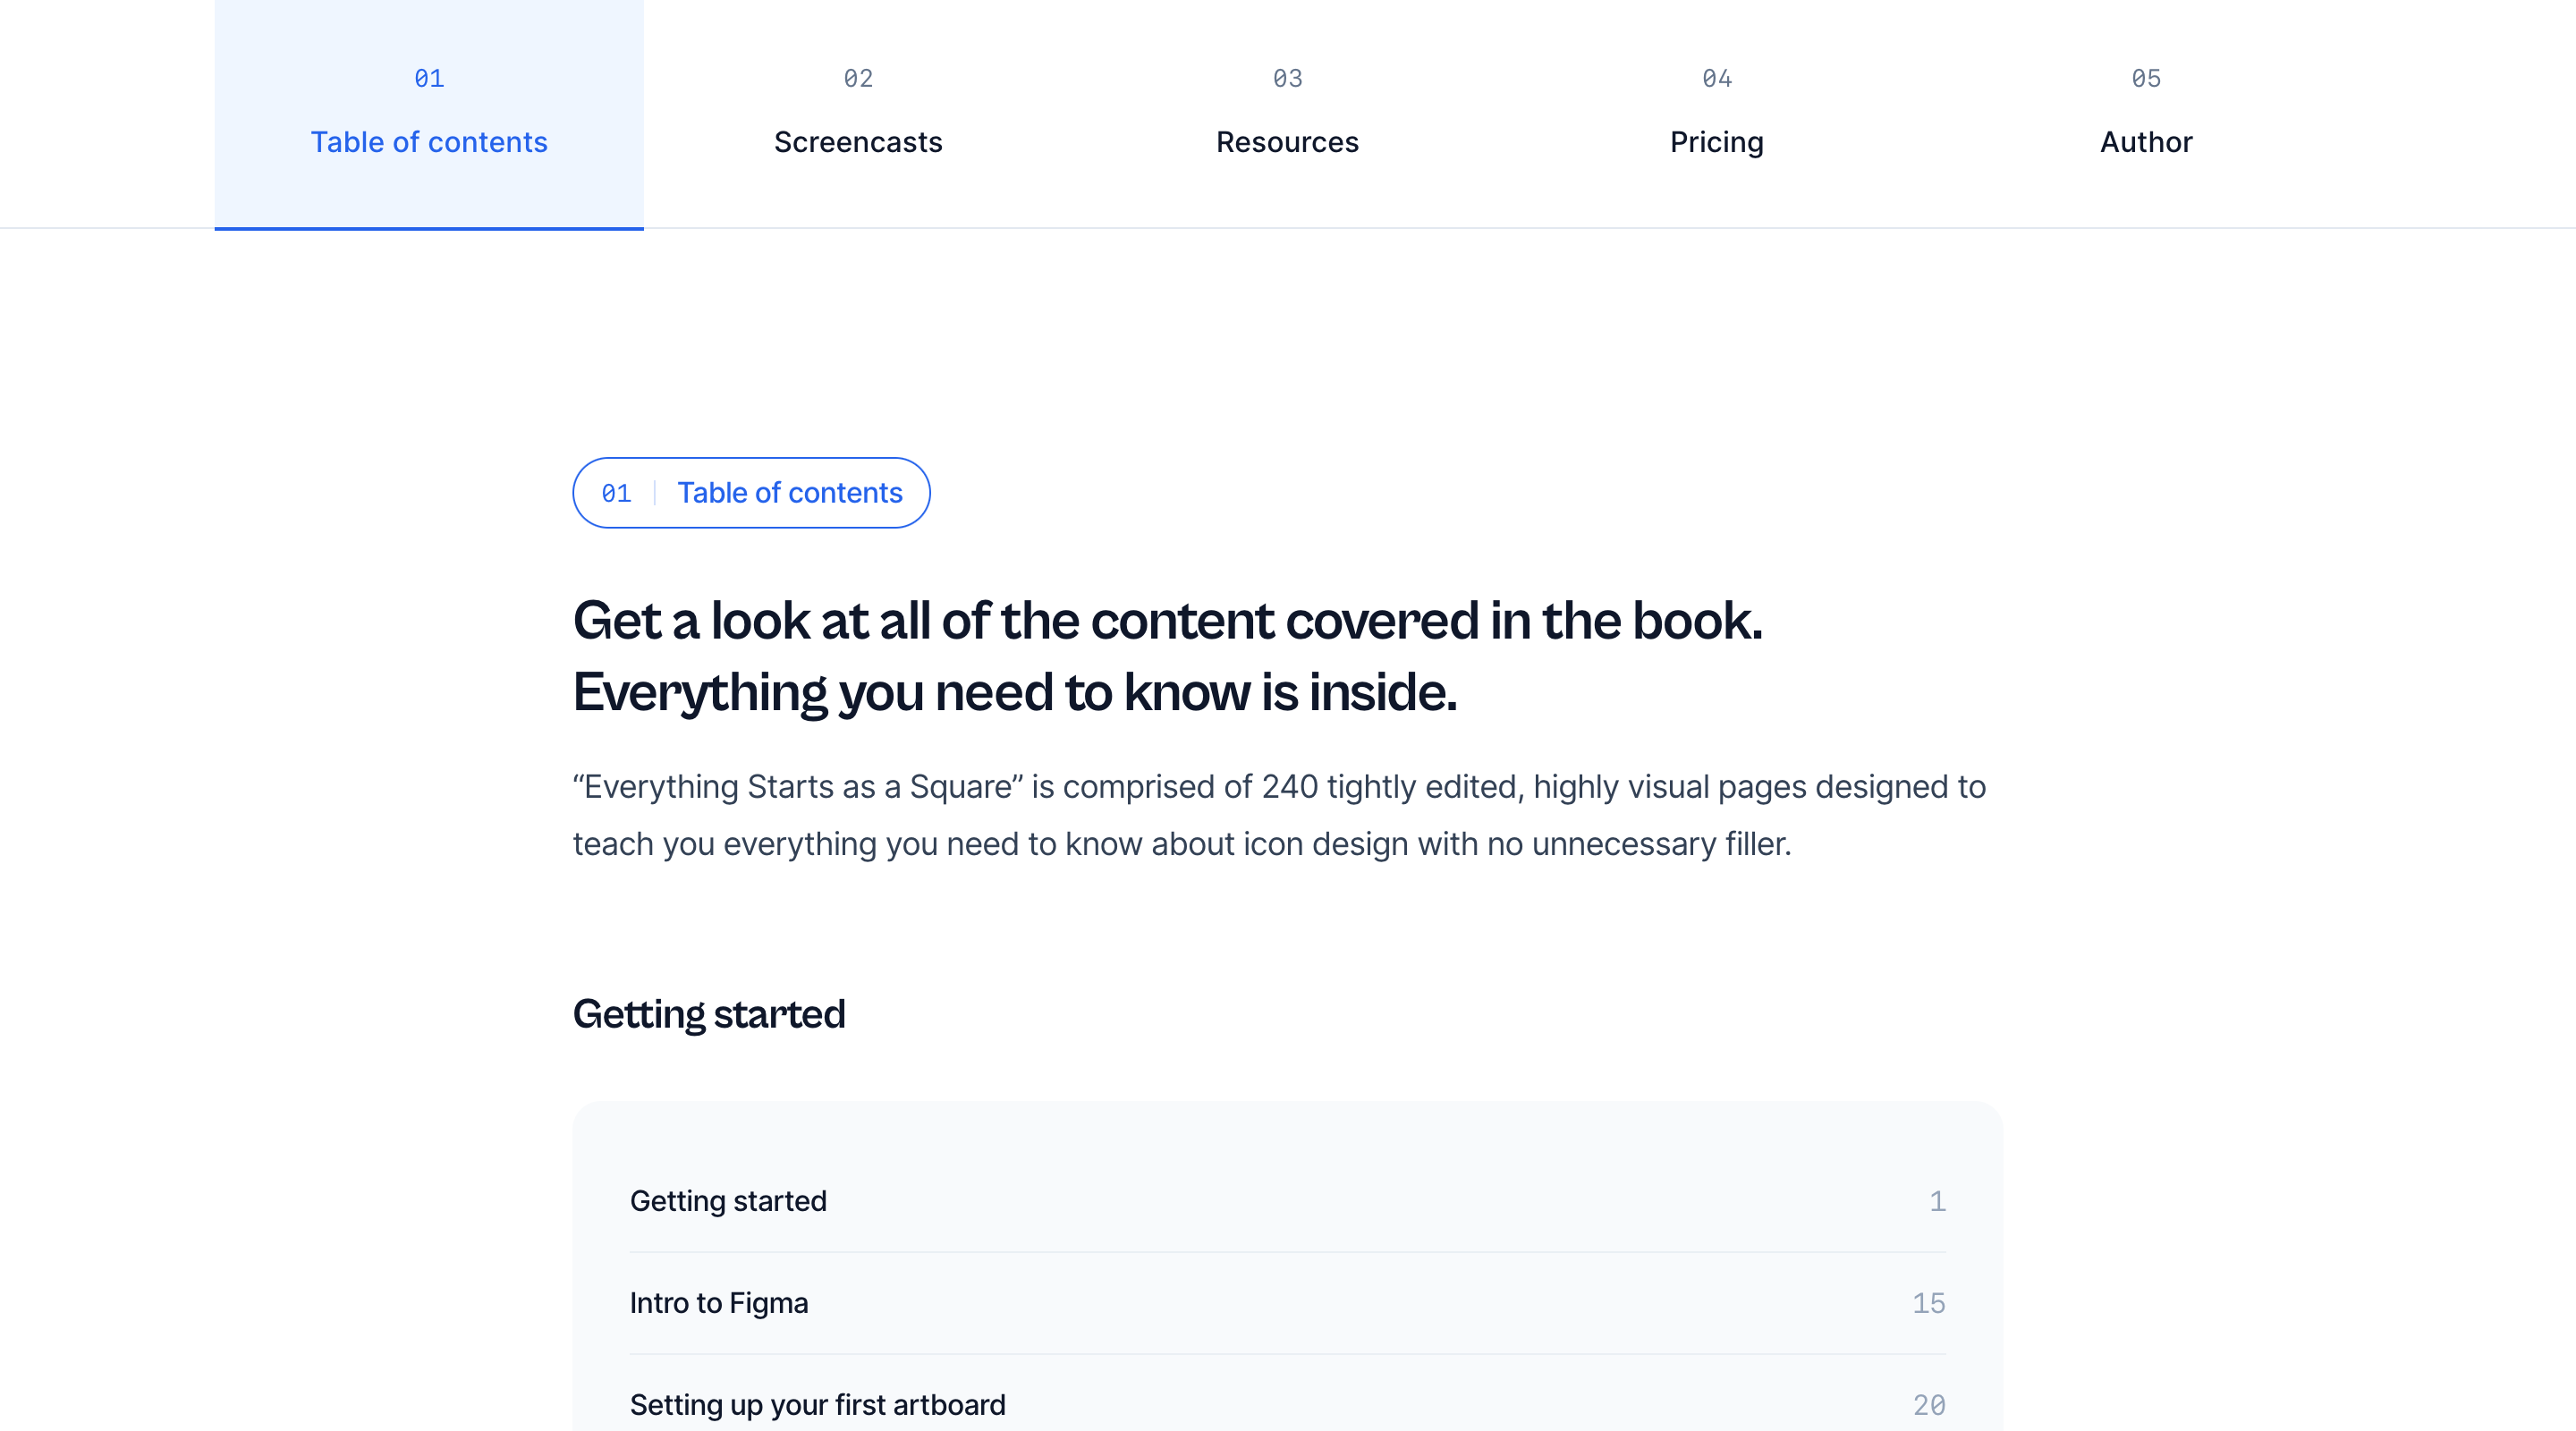 01
Table of contents
02
Screencasts
03
Resources
04
Pricing
05
Author
01 Table of contents
Get a look at all of the content covered in the book.
Everything you need to know is inside.
“Everything Starts as a Square” is comprised of 240 tightly edited, highly visual pages designed to
teach you everything you need to know about icon design with no unnecessary filler.
Getting started
Getting started 1
Intro to Figma 15
Setting up your first artboard 20